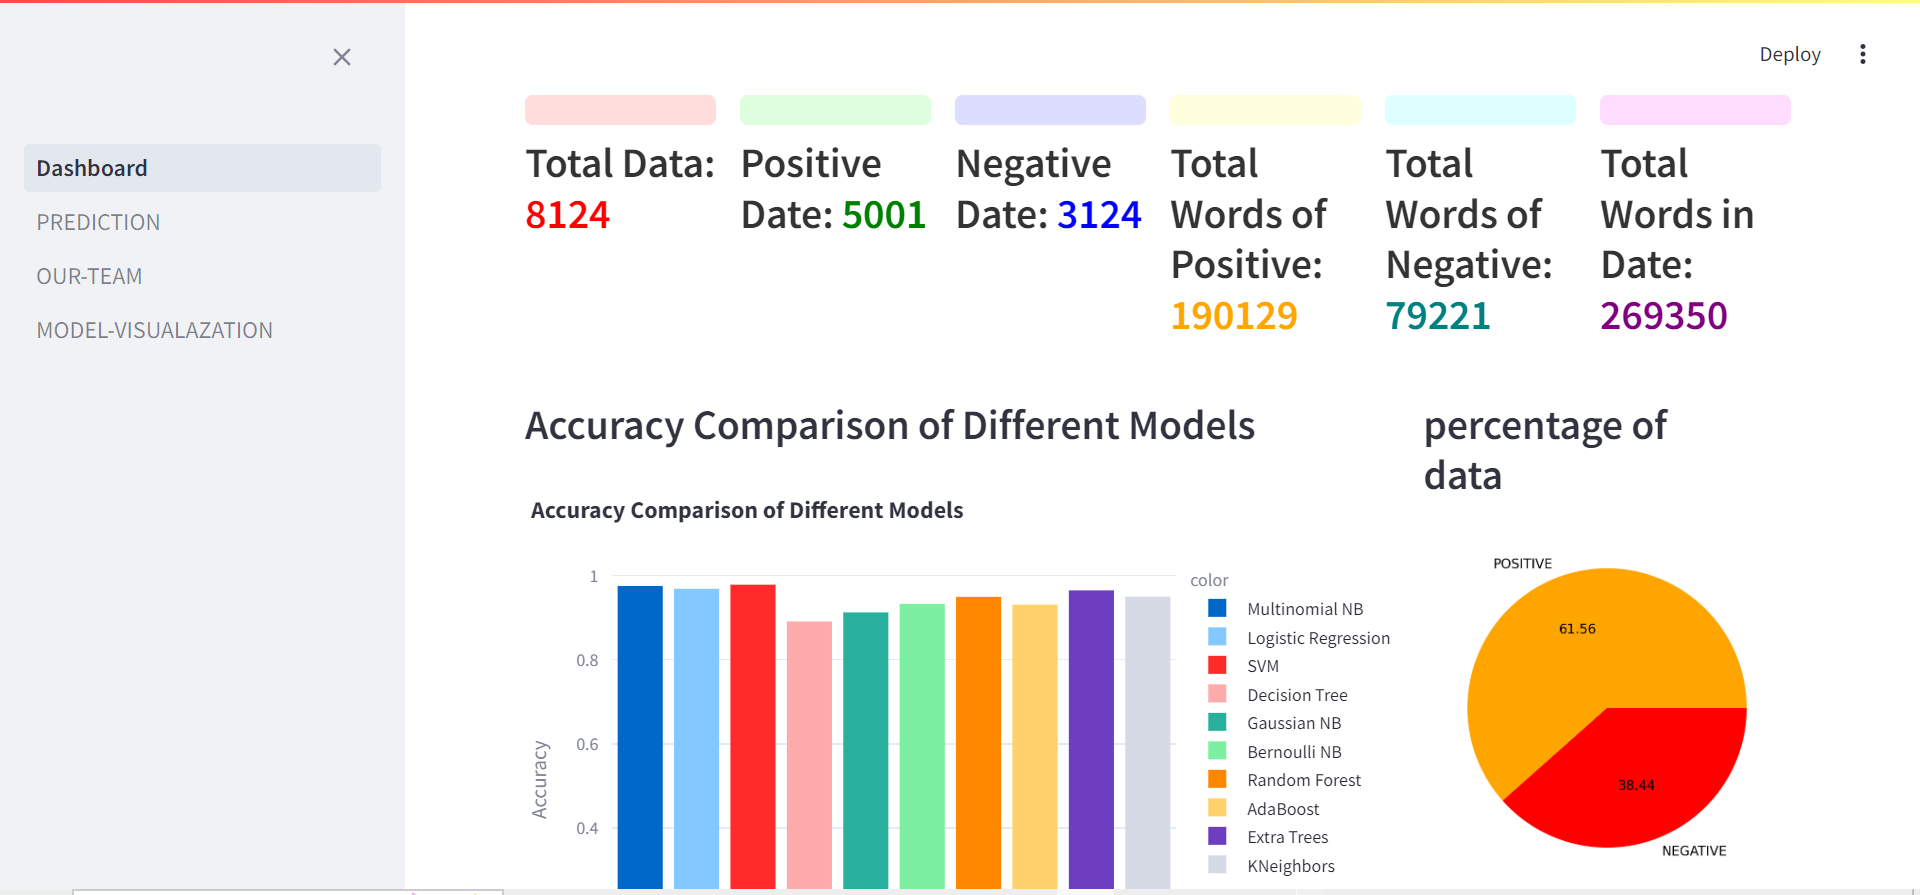 Deploy
Dashboard
PREDICTION
OUR-TEAM
MODEL-VISUALAZATION
Total Data:
8124
Positive
Date: 5001
Negative
Date: 3124
Total
Words of
Positive:
190129
Total
Words of
Negative:
79221
Total
Words in
Date:
269350
Accuracy Comparison of Different Models
percentage of
data
Accuracy Comparison of Different Models
1
0.8
0.6
0.4
Accuracy
color
Multinomial NB
Logistic Regression
SVM
Decision Tree
Gaussian NB
Bernoulli NB
Random Forest
AdaBoost
Extra Trees
KNeighbors
POSITIVE
61.56
38.44
NEGATIVE